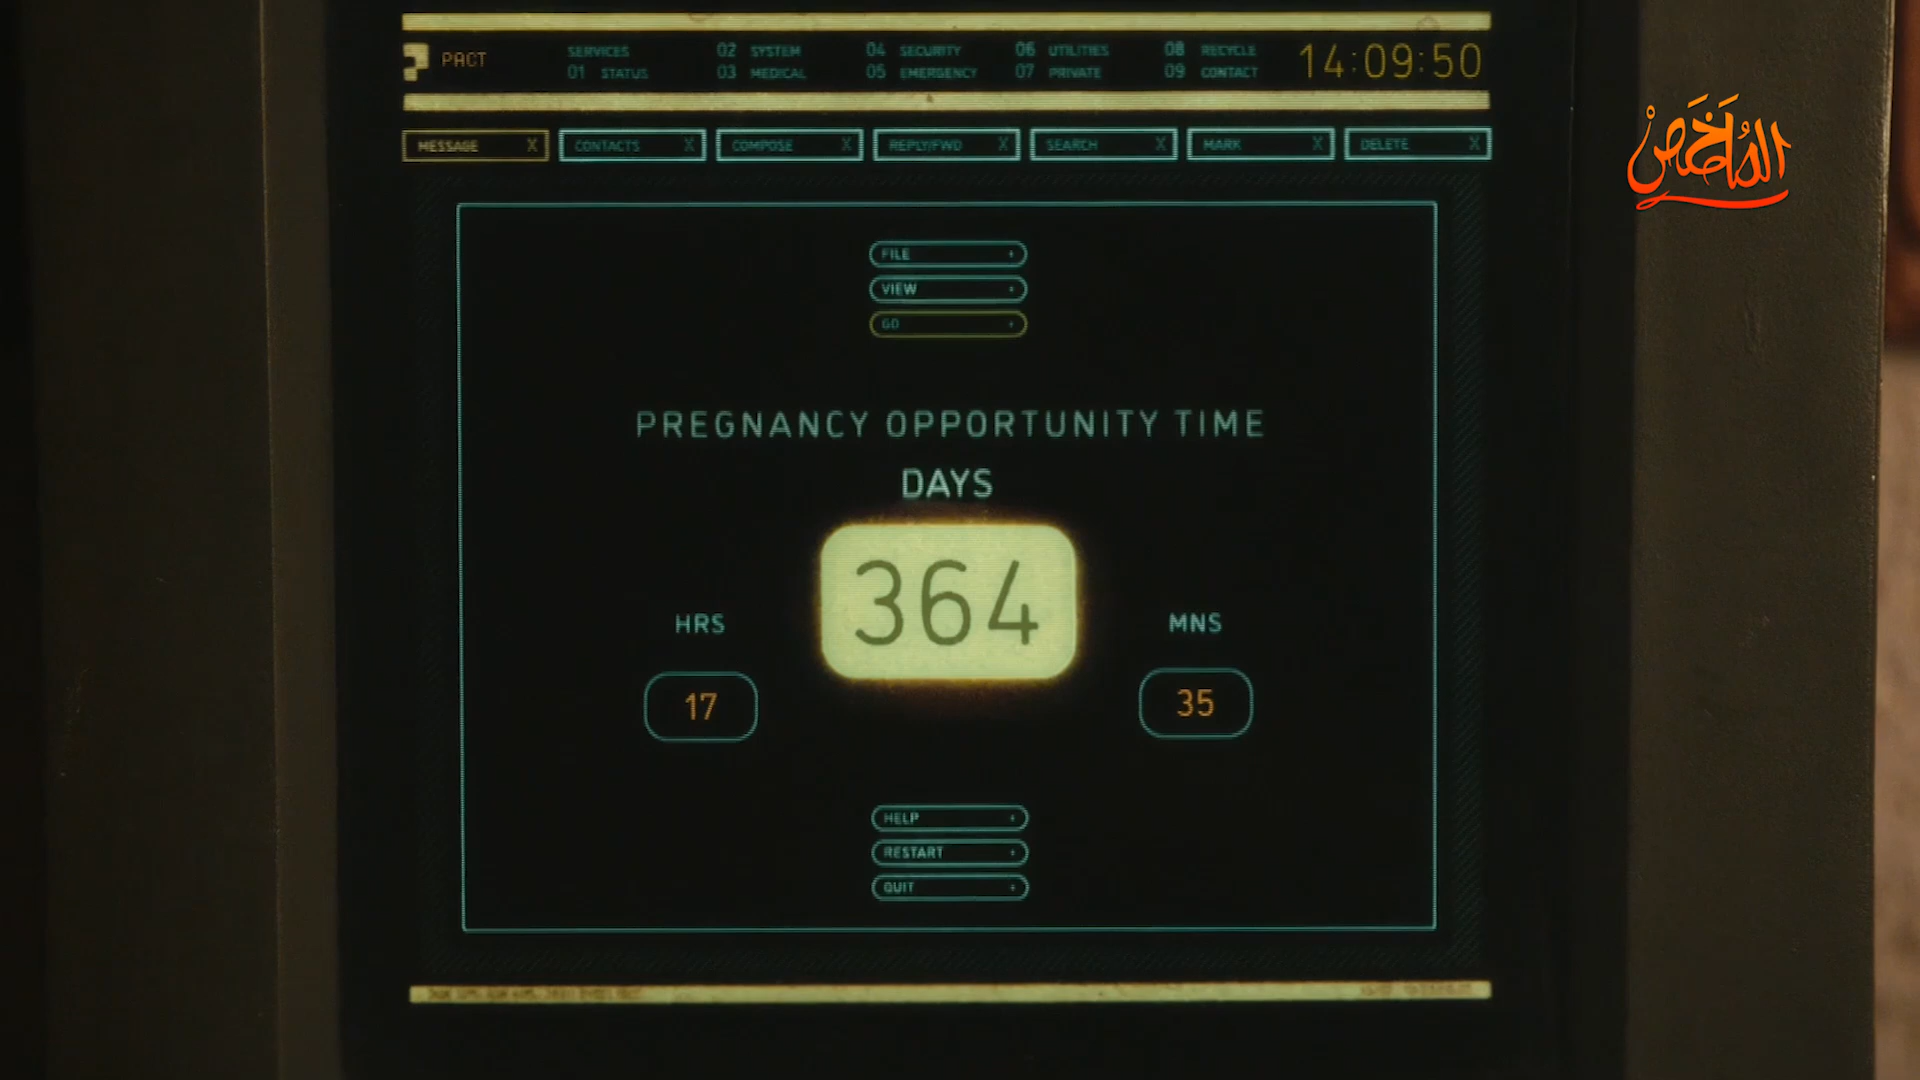 PACT
SERVICES
01 STATUS
02 SYSTEM
03 MEDICAL
04 SECURITY
05 EMERGENCY
06 UTILITIES
07 PRIVATE
08 RECYCLE
09 CONTACT
14:09:50
MESSAGE X
CONTACTS X
COMPOSE X
REPLY/FWD X
SEARCH X
MARK X
DELETE X
الملخص
FILE
VIEW
GO
PREGNANCY OPPORTUNITY TIME
DAYS
364
HRS
17
MNS
35
HELP
RESTART
QUIT